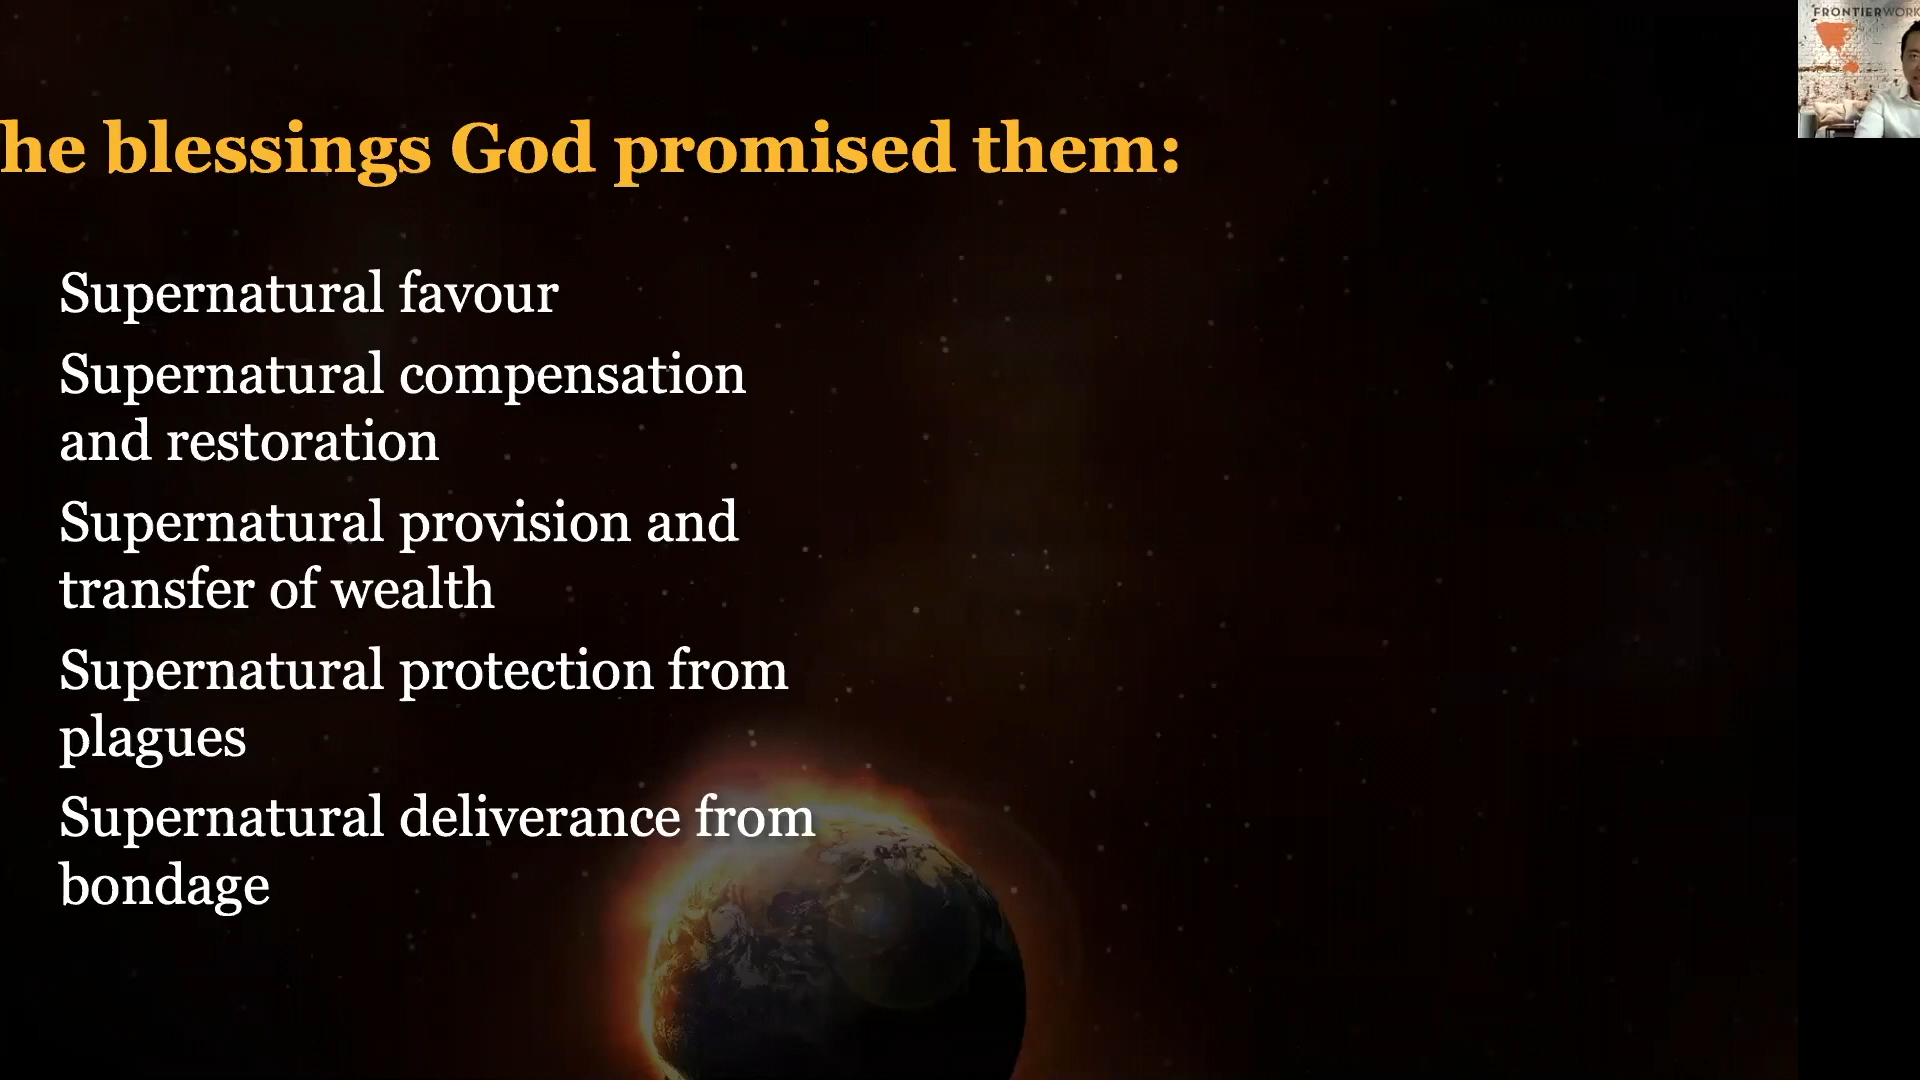 FRONTIERWORK
he blessings God promised them:
Supernatural favour
Supernatural compensation
and restoration
Supernatural provision and
transfer of wealth
Supernatural protection from
plagues
Supernatural deliverance from
bondage